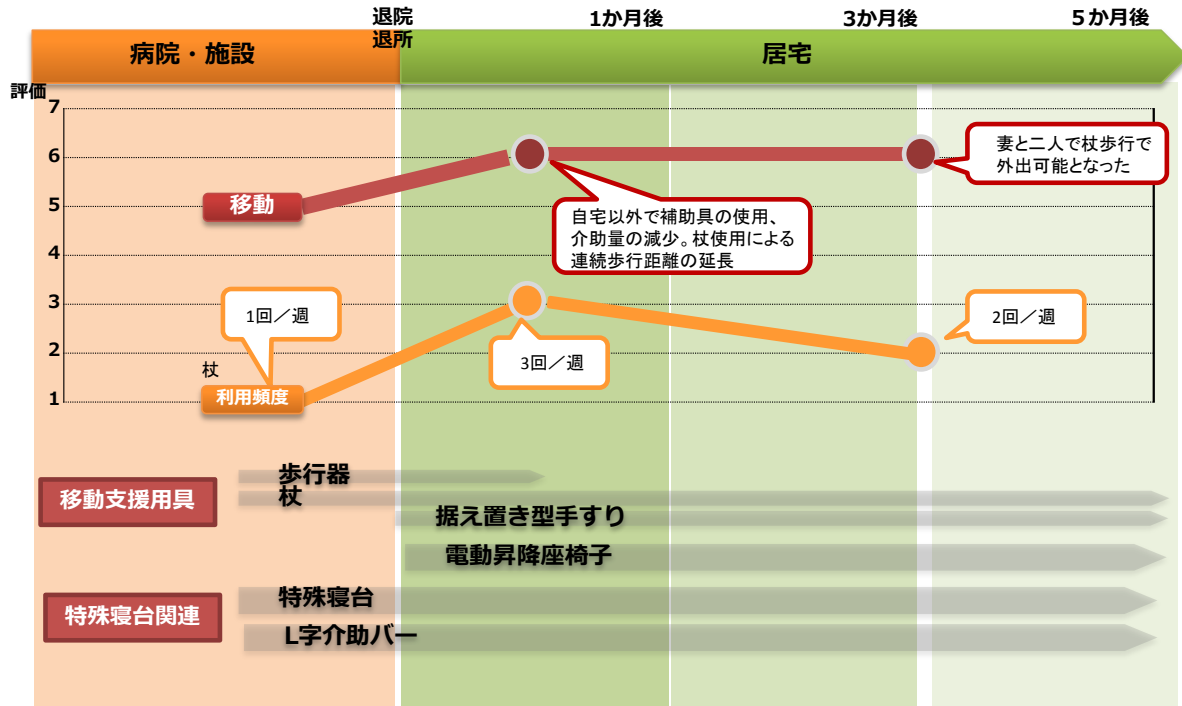 退院
退所
1か月後
3か月後
5か月後
病院・施設
居宅
評価
7
6
5
4
3
2
1
移動
妻と二人で杖歩行で
外出可能となった
自宅以外で補助具の使用、
介助量の減少。杖使用による
連続歩行距離の延長
1回／週
3回／週
2回／週
杖
利用頻度
移動支援用具
歩行器
杖
据え置き型手すり
電動昇降座椅子
特殊寝台関連
特殊寝台
L字介助バー